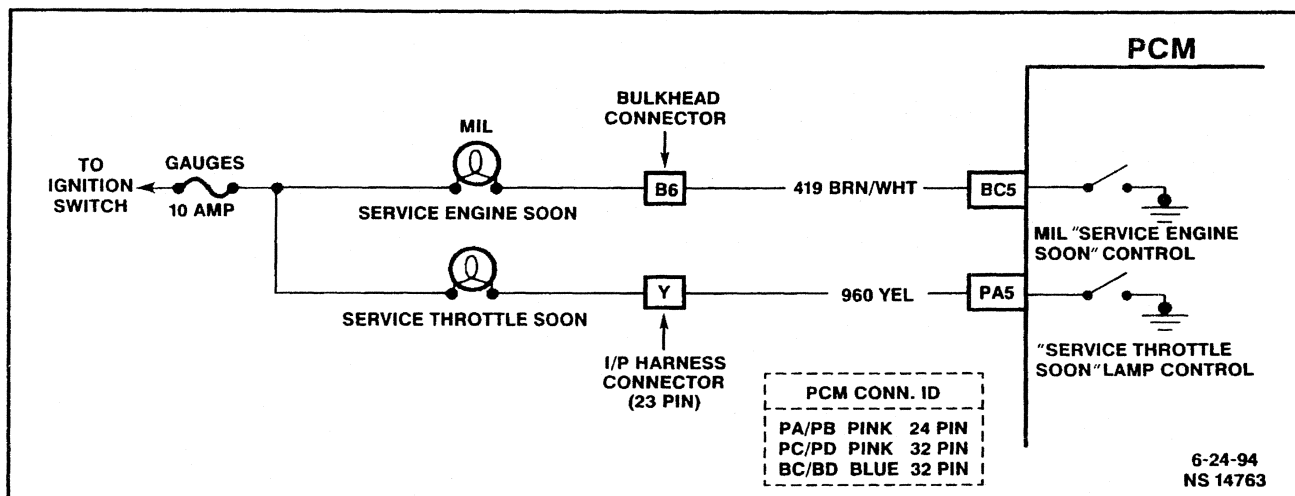 PCM
BULKHEAD
CONNECTOR
MIL
TO
IGNITION
SWITCH
GAUGES
10 AMP
SERVICE ENGINE SOON
B6
419 BRN/WHT
BC5
MIL "SERVICE ENGINE
SOON" CONTROL
SERVICE THROTTLE SOON
Y
960 YEL
PA5
"SERVICE THROTTLE
SOON" LAMP CONTROL
I/P HARNESS
CONNECTOR
(23 PIN)
PCM CONN. ID
PA/PB PINK 24 PIN
PC/PD PINK 32 PIN
BC/BD BLUE 32 PIN
6-24-94
NS 14763